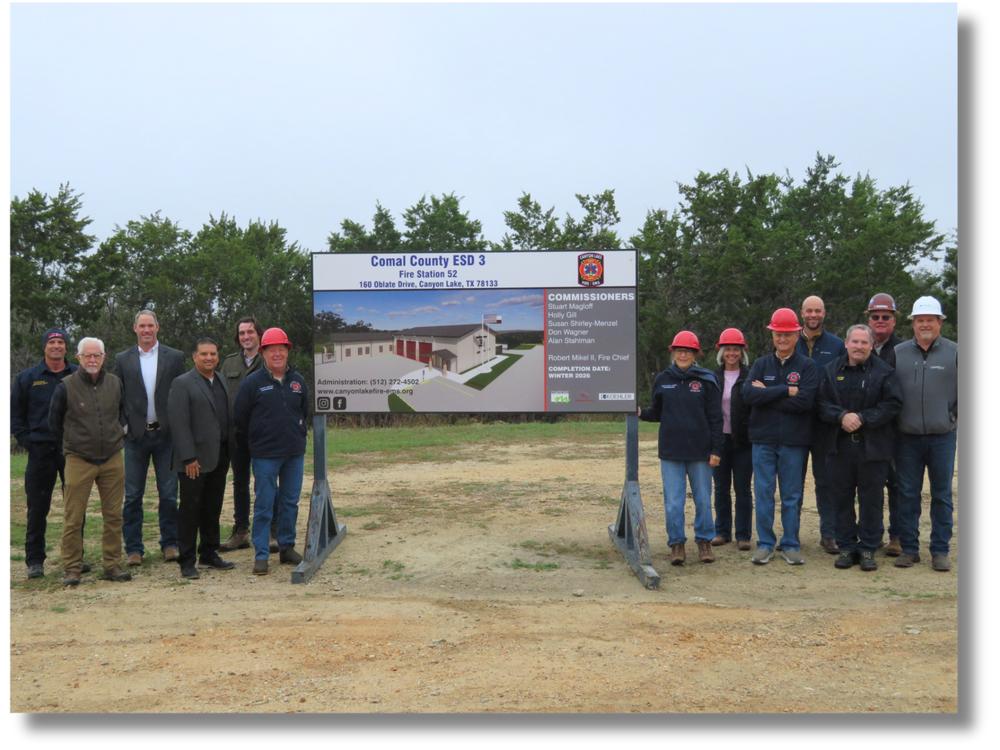 Comal County ESD 3
Fire Station 52
160 Oblate Drive, Canyon Lake, TX 78133
CANYON LAKE
FIRE / EMS
COMMISSIONERS
Stuart Magloff
Holly Gill
Susan Shirley-Menzel
Don Wagner
Alan Stahlman
Robert Mikel II, Fire Chief
COMPLETION DATE:
WINTER 2026
KOEHLER
Administration: (512) 272-4502
www.canyonlakefire-ems.org